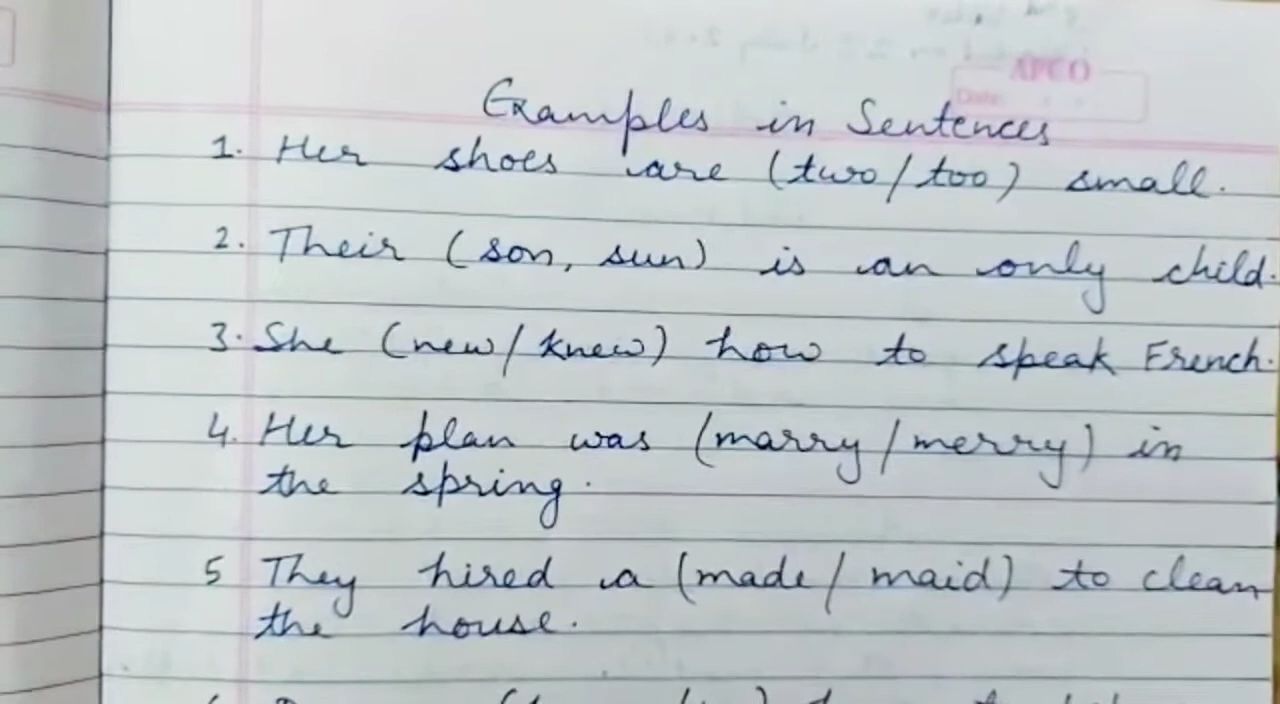 APCO
Date
Examples in Sentences
1. Her shoes are (two/too) small.
2. Their (son, sun) is an only child.
3. She (new/knew) how to speak French.
4. Her plan was (marry/merry) in
the spring.
5 They hired a (made/maid) to clean
the house.